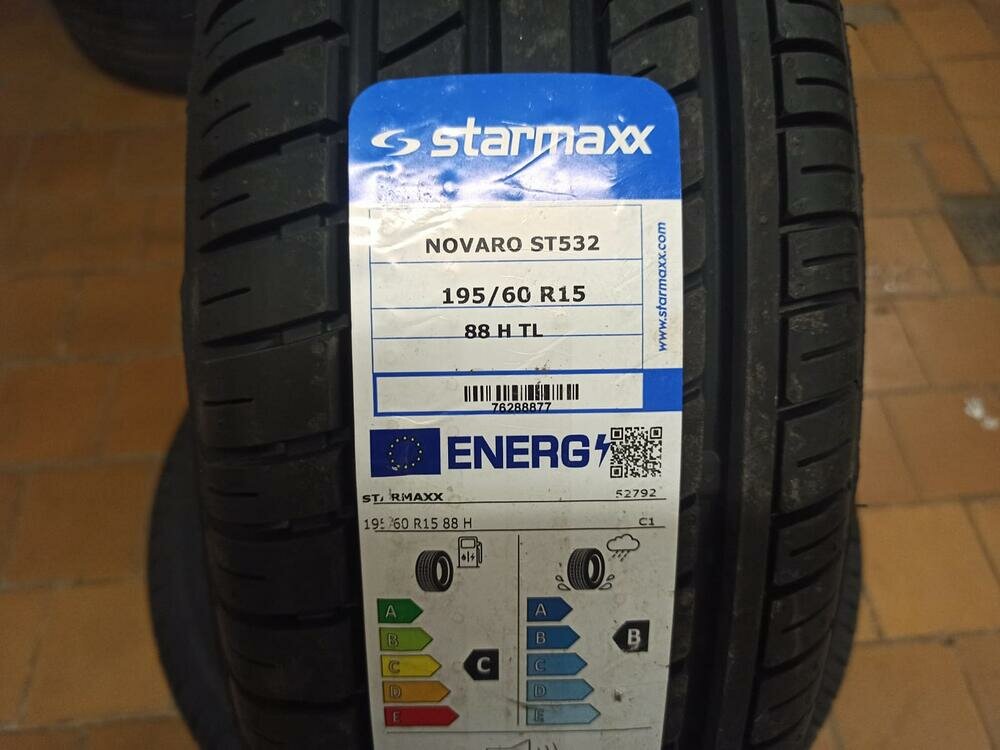 starmaxx
NOVARO ST532
195/60 R15
88 H TL
www.starmaxx.com
76288877
ENERG
STARMAXX 52792
195/60 R15 88 H C1
A A
B B B
C C C
D D
E E